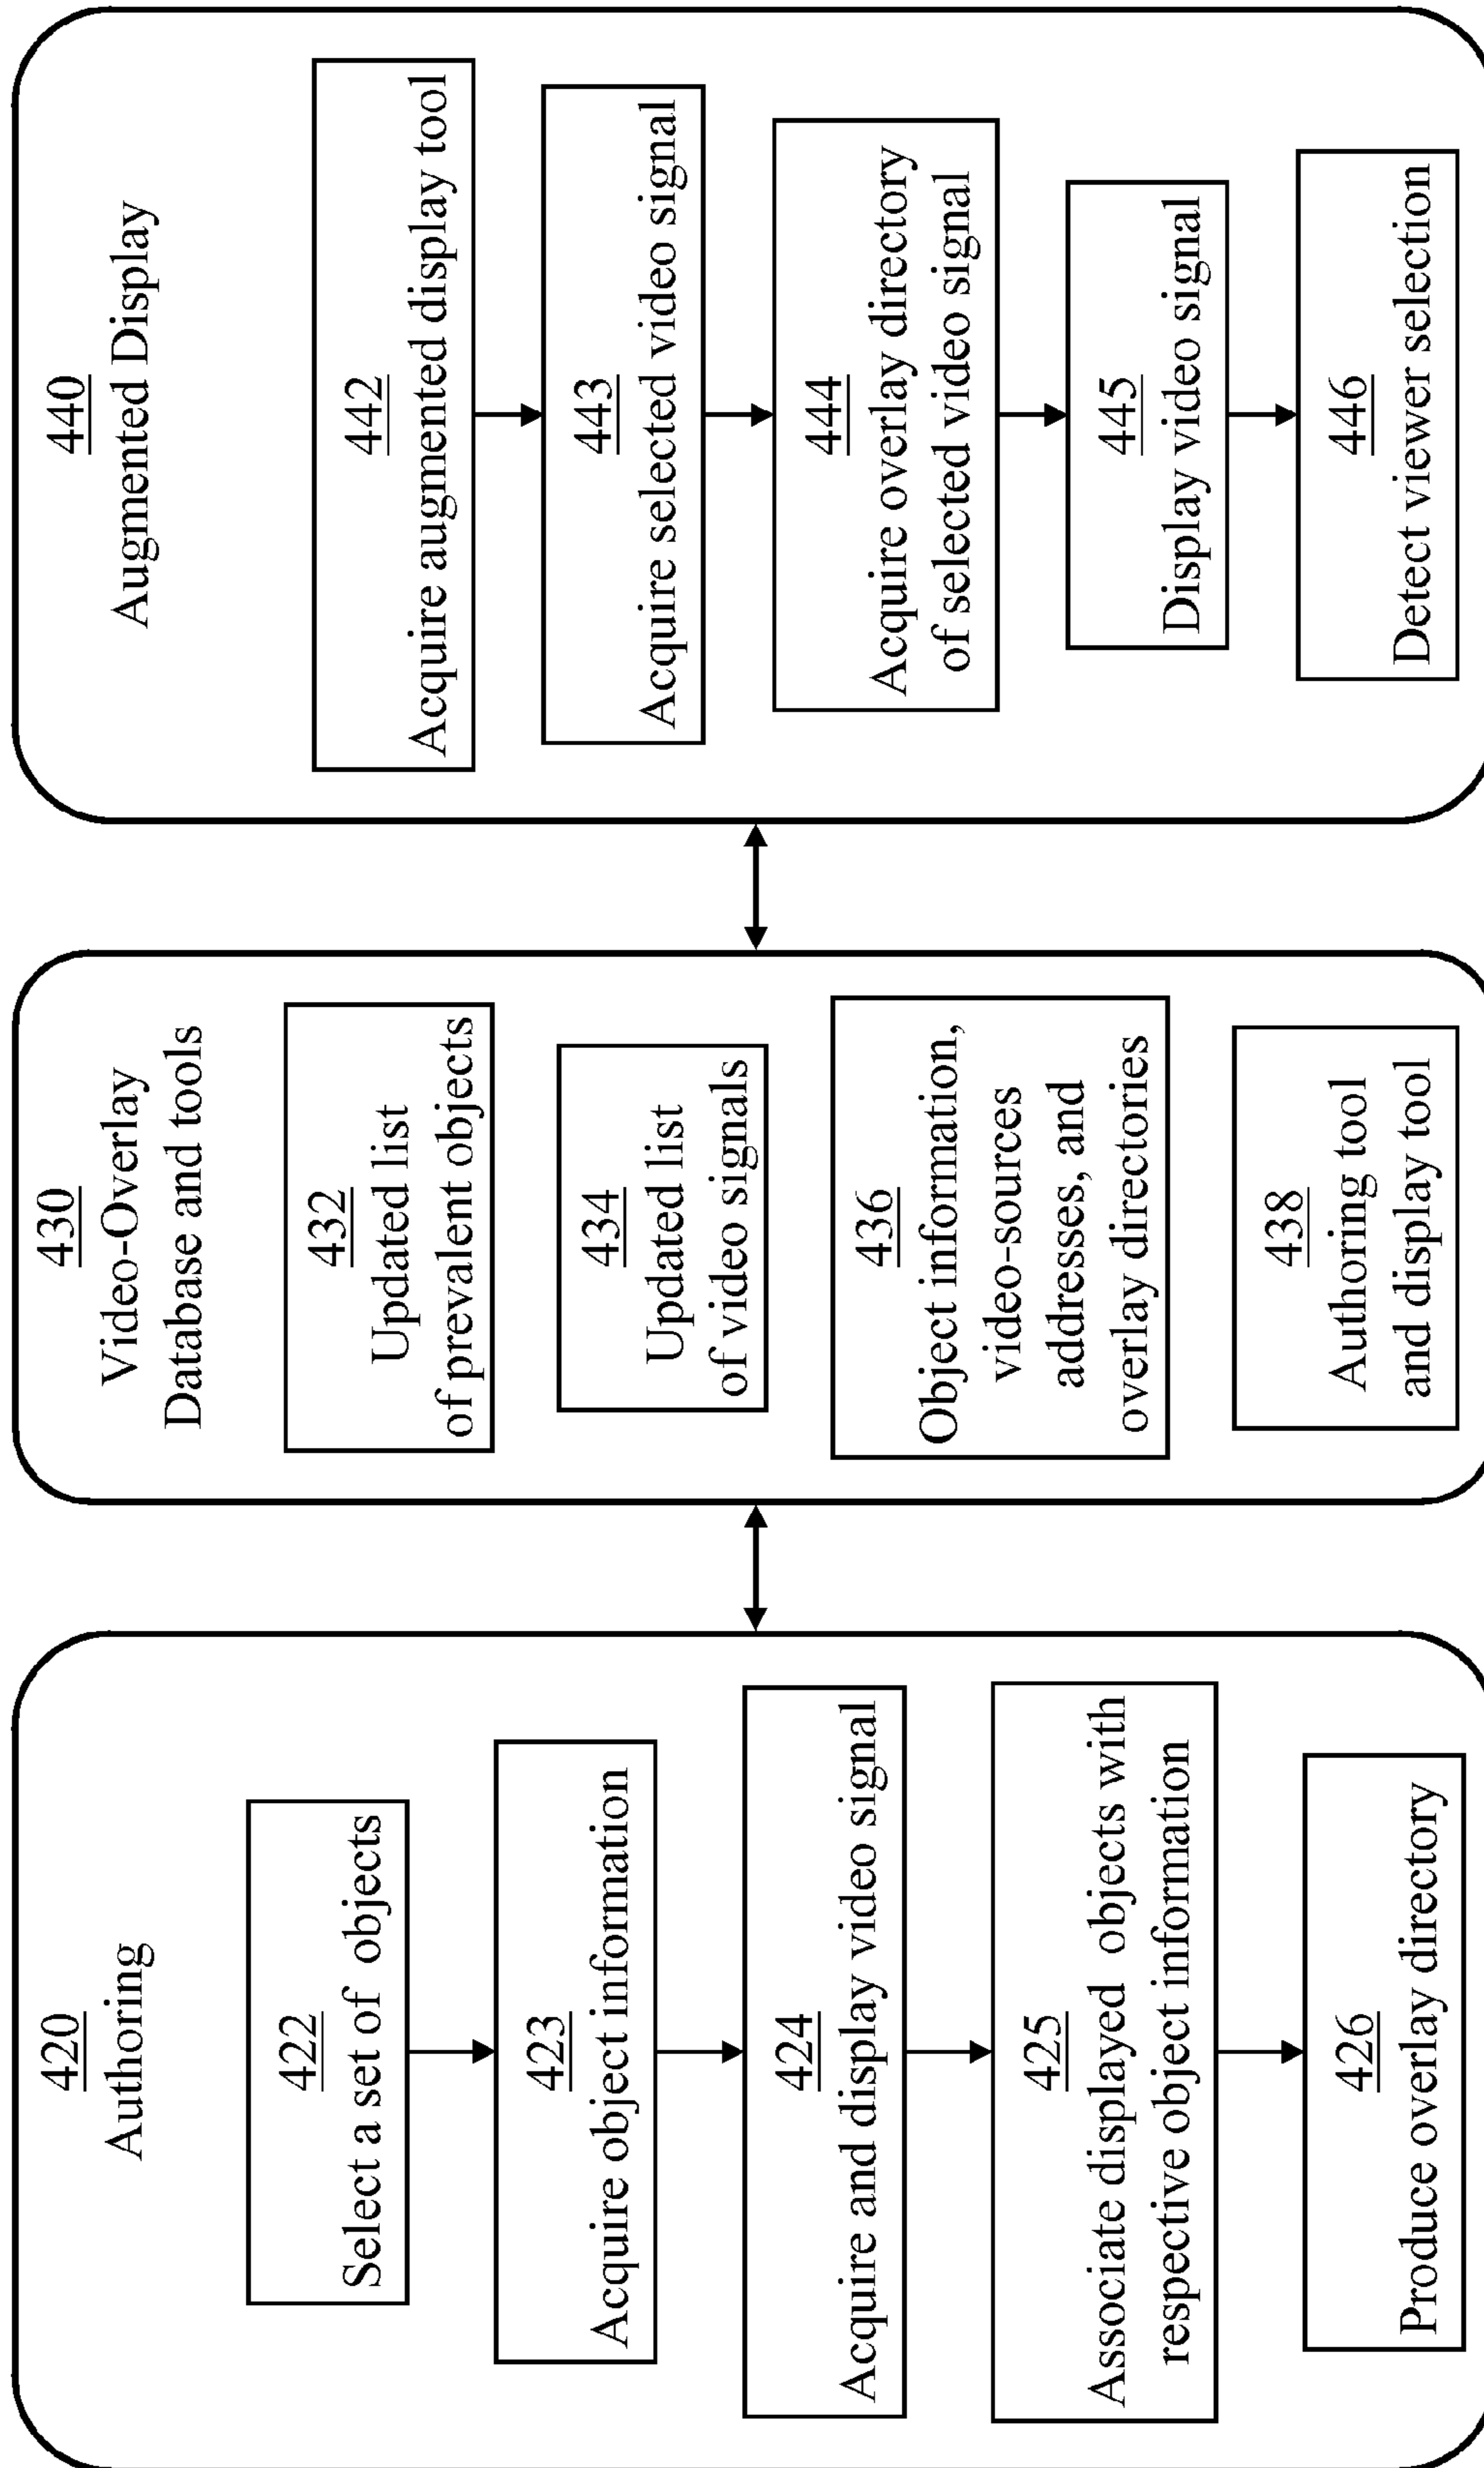 420
Authoring
422
Select a set of objects
423
Acquire object information
424
Acquire and display video signal
425
Associate displayed objects with
respective object information
426
Produce overlay directory
430
Video-Overlay
Database and tools
432
Updated list
of prevalent objects
434
Updated list
of video signals
436
Object information,
video-sources
addresses, and
overlay directories
438
Authoring tool
and display tool
440
Augmented Display
442
Acquire augmented display tool
443
Acquire selected video signal
444
Acquire overlay directory
of selected video signal
445
Display video signal
446
Detect viewer selection